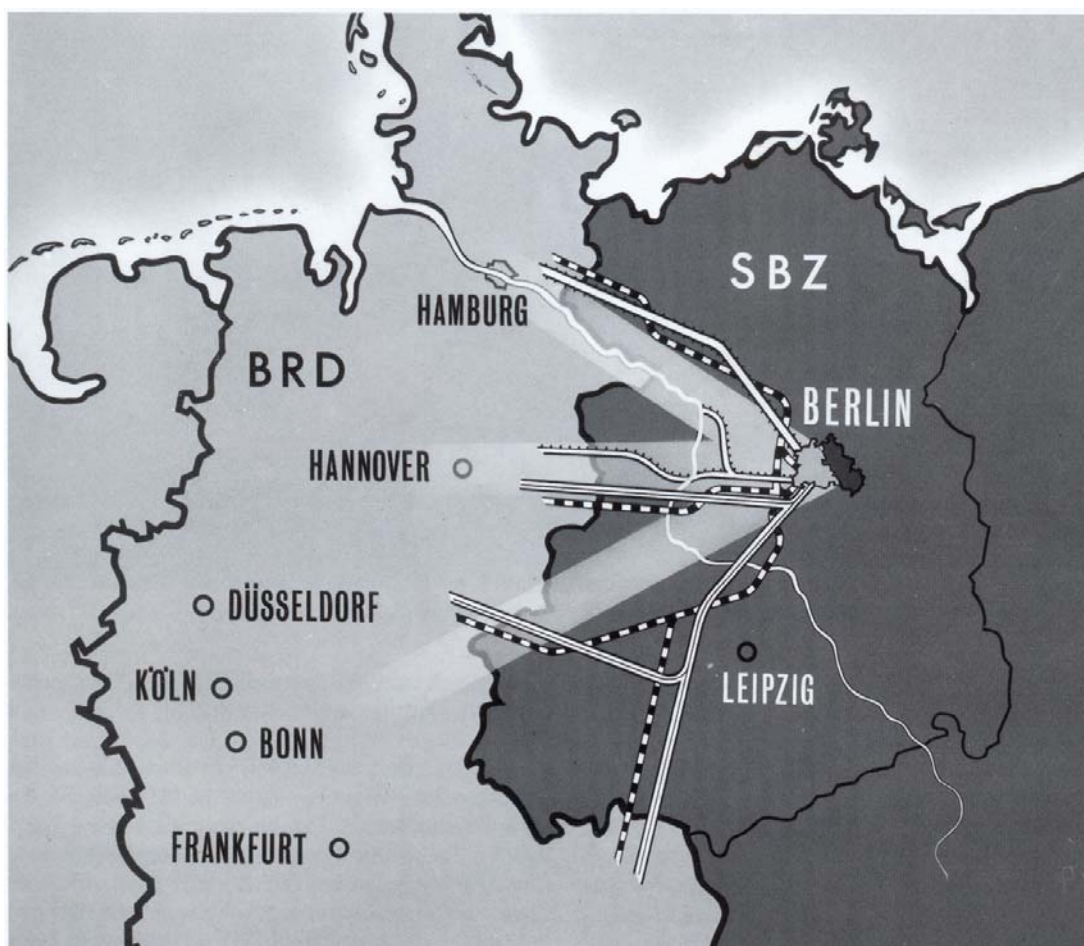 SBZ
HAMBURG
BRD
BERLIN
HANNOVER
DÜSSELDORF
KÖLN
LEIPZIG
BONN
FRANKFURT